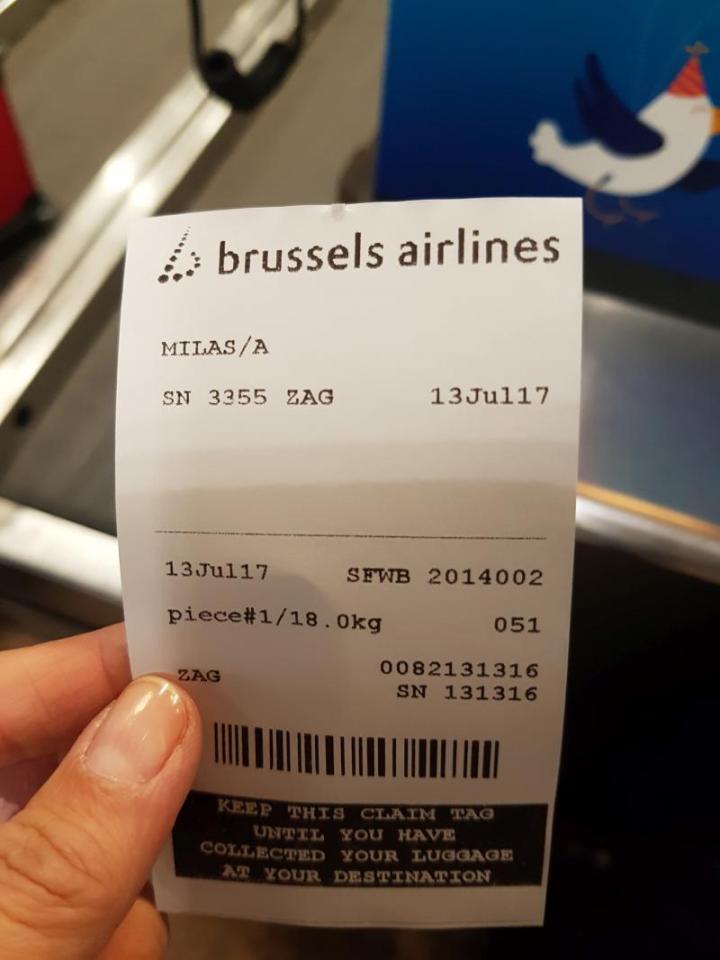 brussels airlines
MILAS/A
SN 3355 ZAG 13Jul17
13Jul17 SFWB 2014002
piece#1/18.0kg 051
ZAG 0082131316
SN 131316
KEEP THIS CLAIM TAG
UNTIL YOU HAVE
COLLECTED YOUR LUGGAGE
AT YOUR DESTINATION